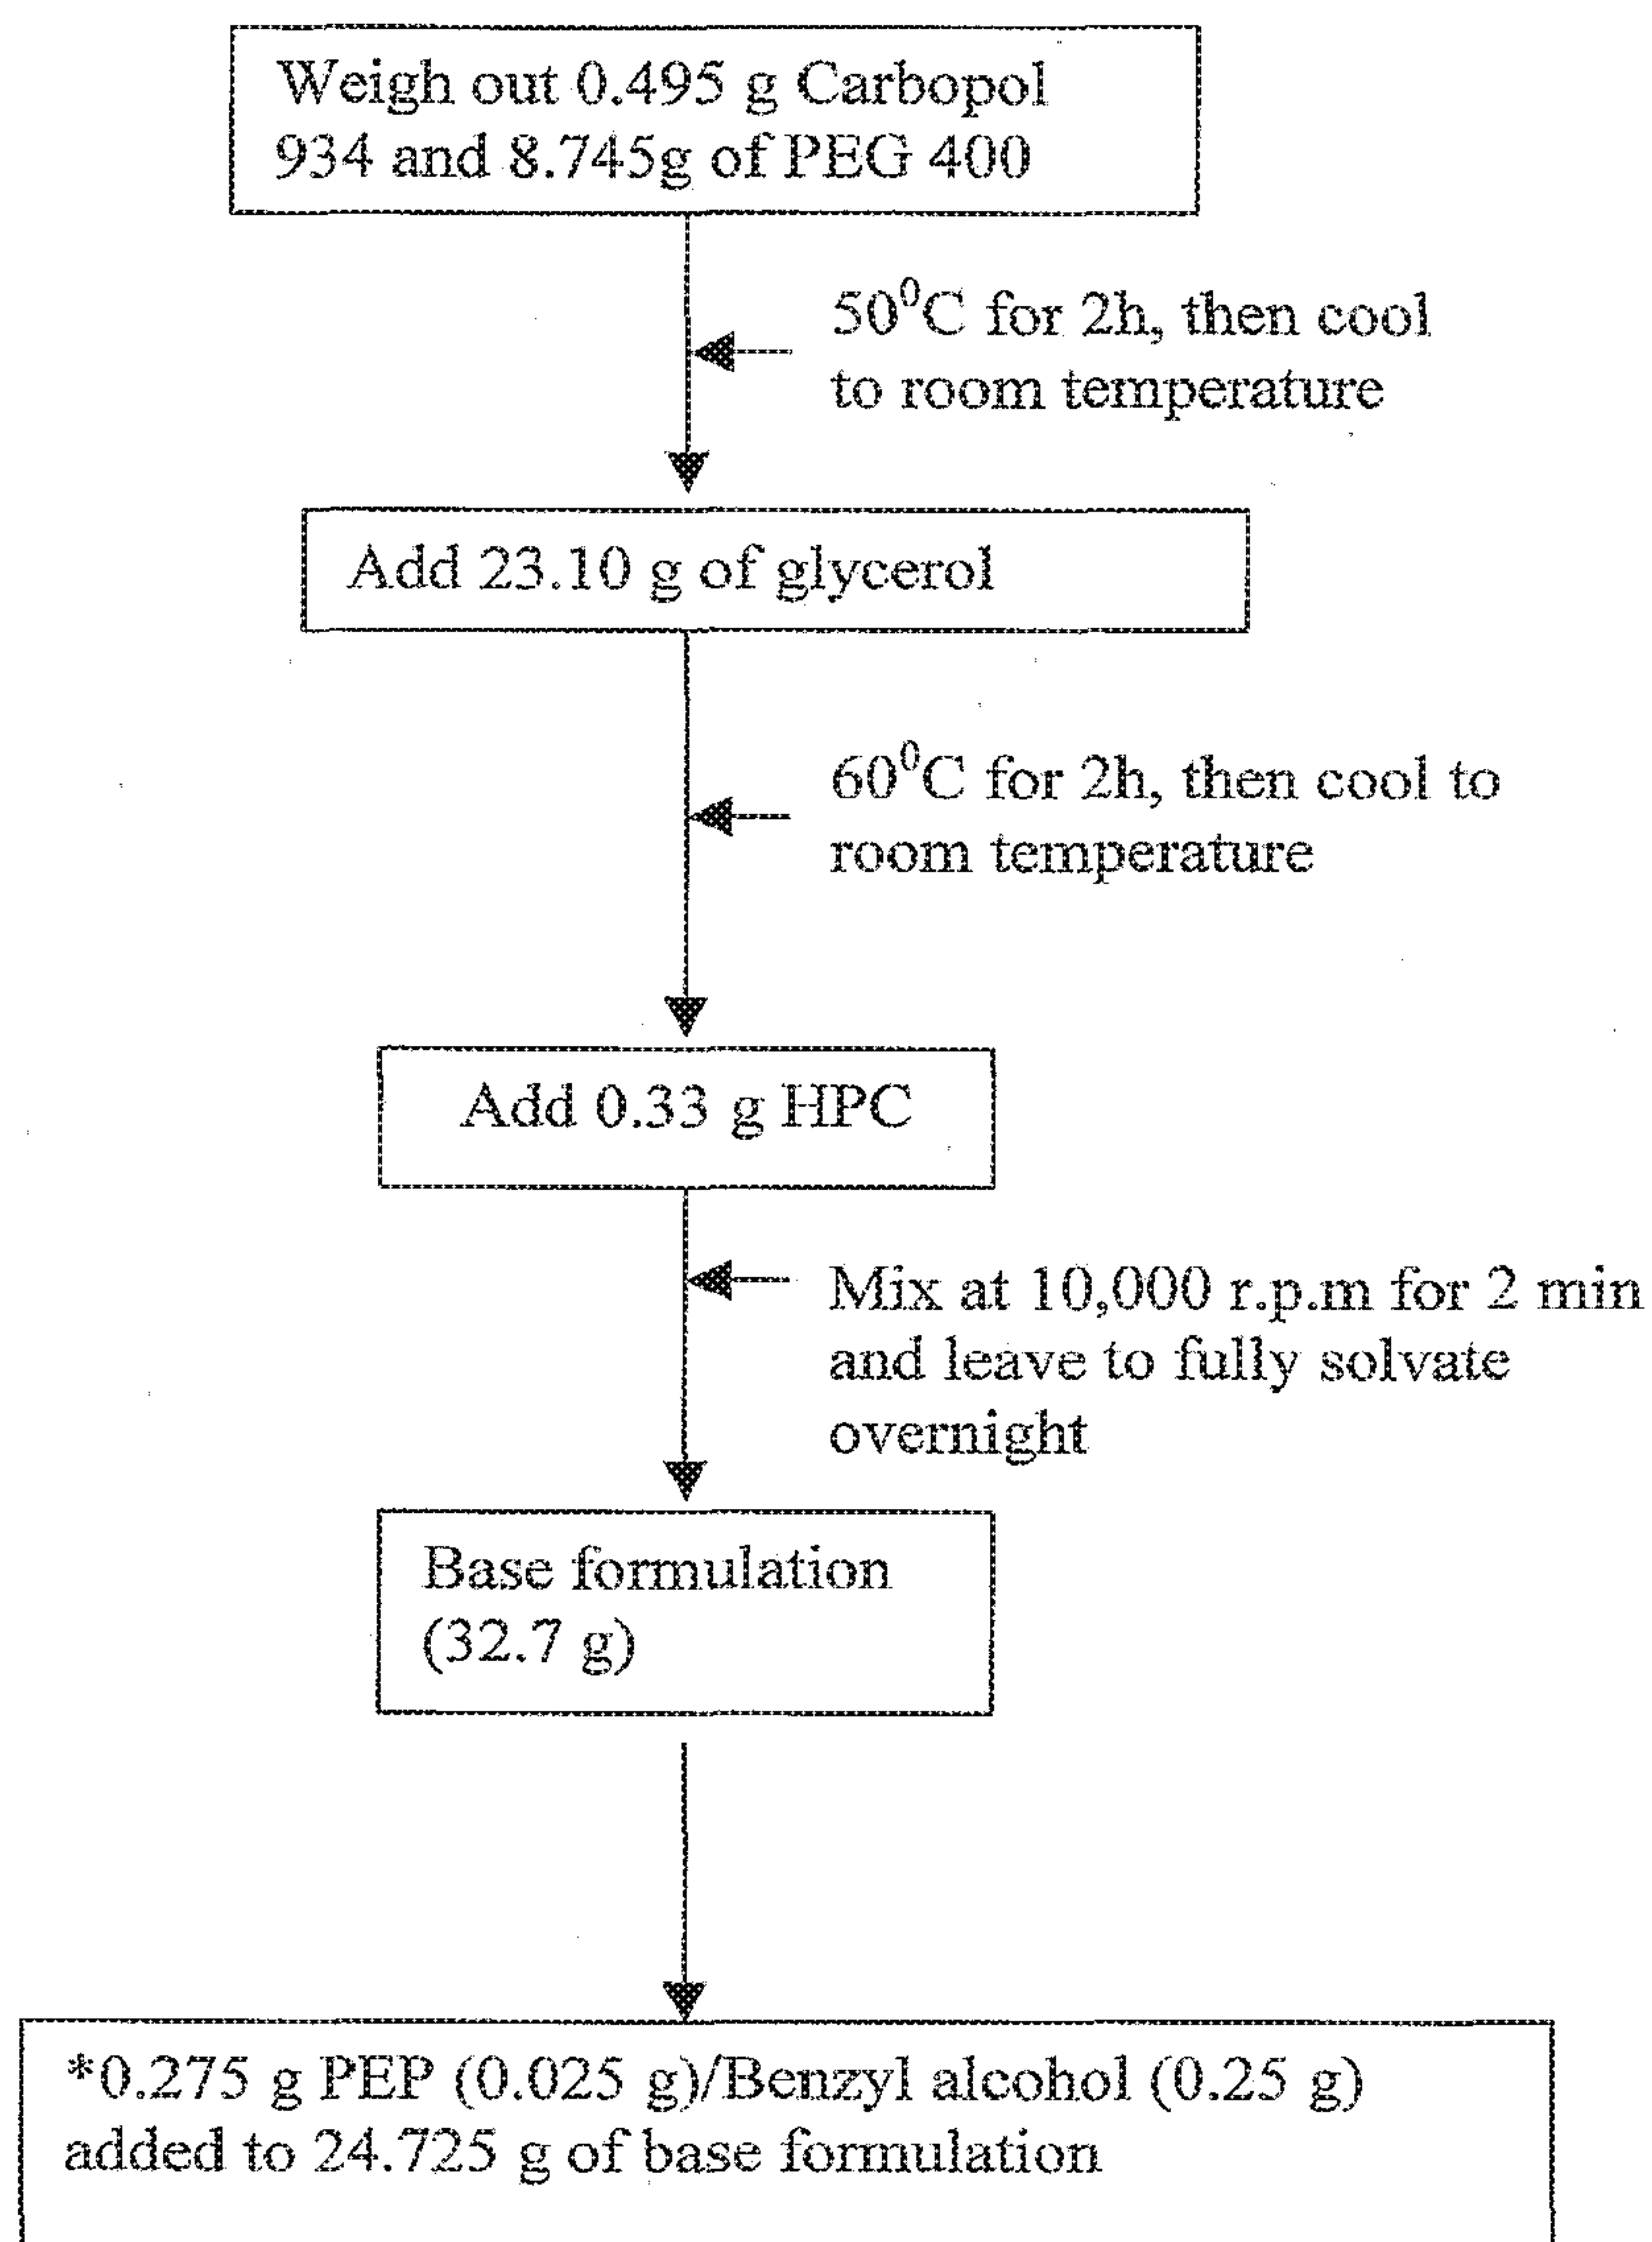 Weigh out 0.495 g Carbopol
934 and 8.745g of PEG 400
50⁰C for 2h, then cool
to room temperature
Add 23.10 g of glycerol
60⁰C for 2h, then cool to
room temperature
Add 0.33 g HPC
Mix at 10,000 r.p.m for 2 min
and leave to fully solvate
overnight
Base formulation
(32.7 g)
*0.275 g PEP (0.025 g)/Benzyl alcohol (0.25 g)
added to 24.725 g of base formulation